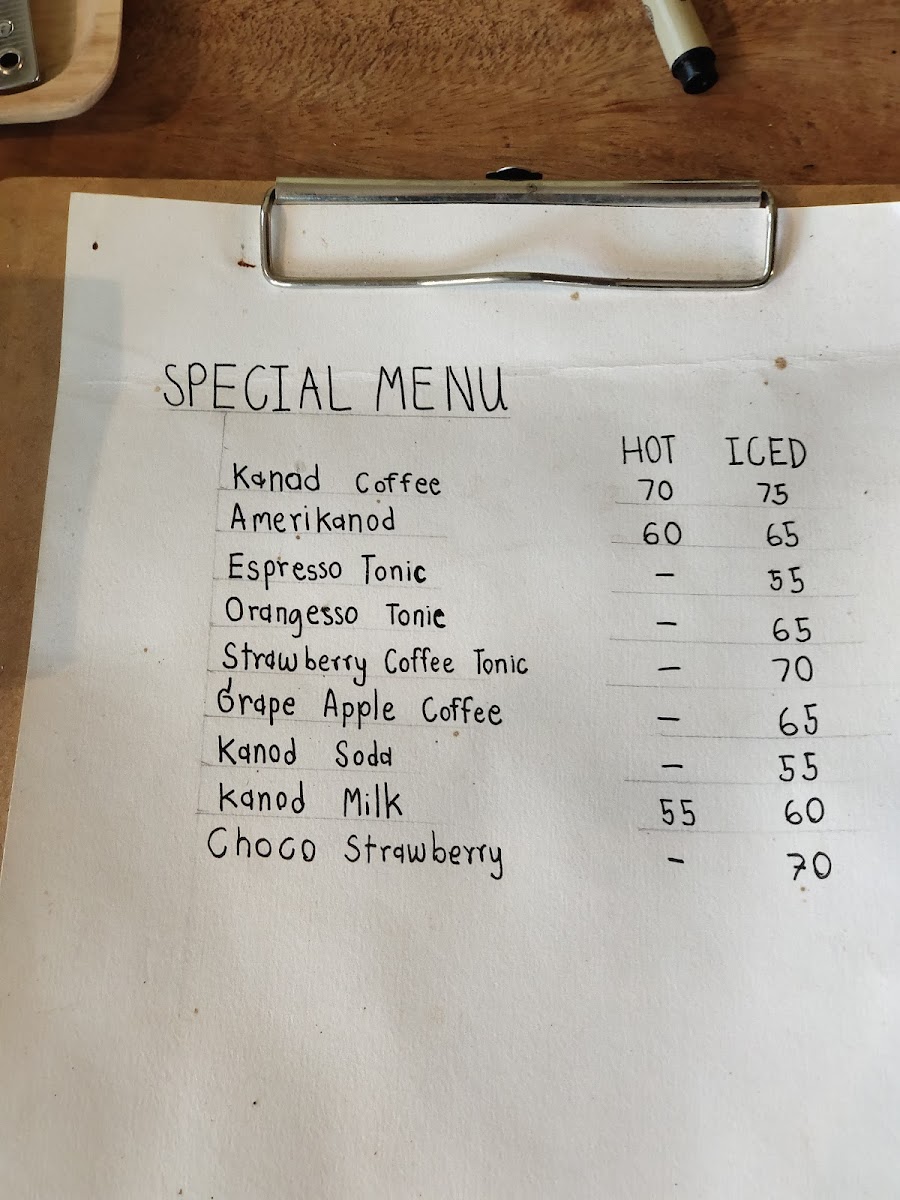 SPECIAL MENU
HOT ICED
Kanad Coffee 70 75
Amerikanod 60 65
Espresso Tonic - 55
Orangesso Tonic - 65
Strawberry Coffee Tonic - 70
Grape Apple Coffee - 65
Kanod Soda - 55
Kanod Milk 55 60
Choco Strawberry - 70